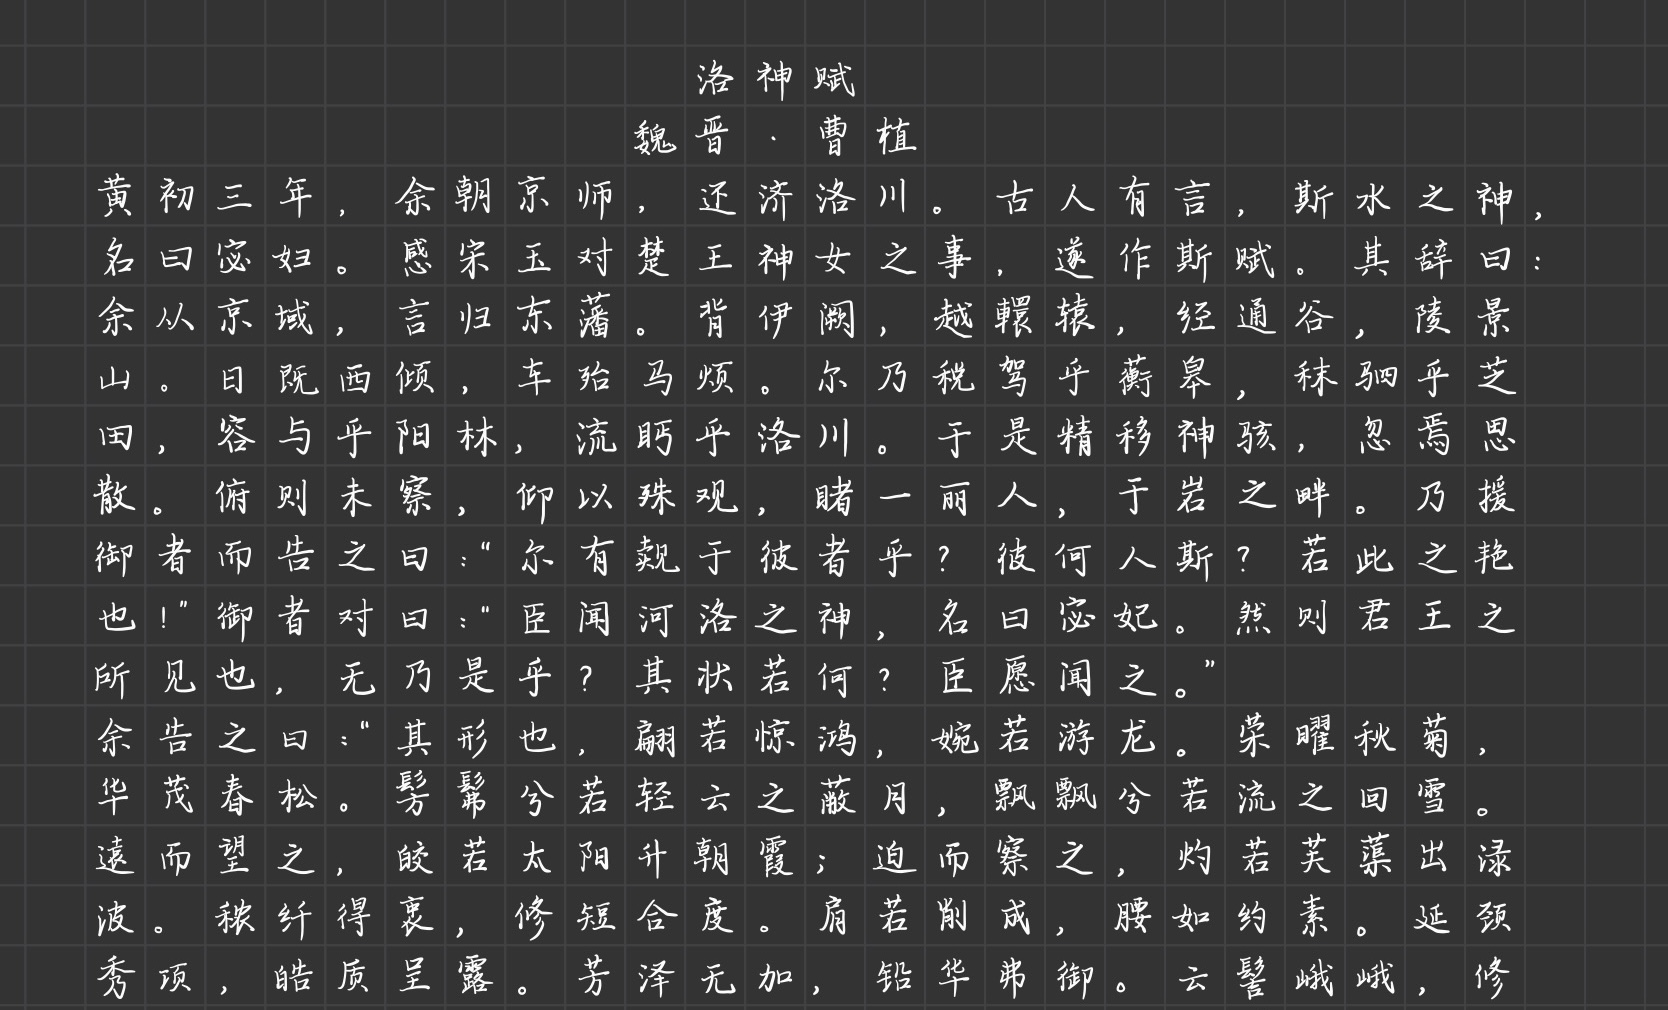 洛神赋
魏晋·曹植
黄初三年，余朝京师，还济洛川。古人有言，斯水之神，
名曰宓妃。感宋玉对楚王神女之事，遂作斯赋。其辞曰：
余从京域，言归东藩。背伊阙，越轘辕，经通谷，陵景
山。日既西倾，车殆马烦。尔乃税驾乎蘅皋，秣驷乎芝
田，容与乎阳林，流眄乎洛川。于是精移神骇，忽焉思
散。俯则未察，仰以殊观，睹一丽人，于岩之畔。乃援
御者而告之曰：“尔有觌于彼者乎？彼何人斯？若此之艳
也！”御者对曰：“臣闻河洛之神，名曰宓妃。然则君王之
所见也，无乃是乎？其状若何？臣愿闻之。”
余告之曰：“其形也，翩若惊鸿，婉若游龙。荣曜秋菊，
华茂春松。髣髴兮若轻云之蔽月，飘飘兮若流之回雪。
遠而望之，皎若太阳升朝霞；迫而察之，灼若芙蕖出渌
波。秾纤得衷，修短合度。肩若削成，腰如约素。延颈
秀项，皓质呈露。芳泽无加，铅华弗御。云髻峨峨，修